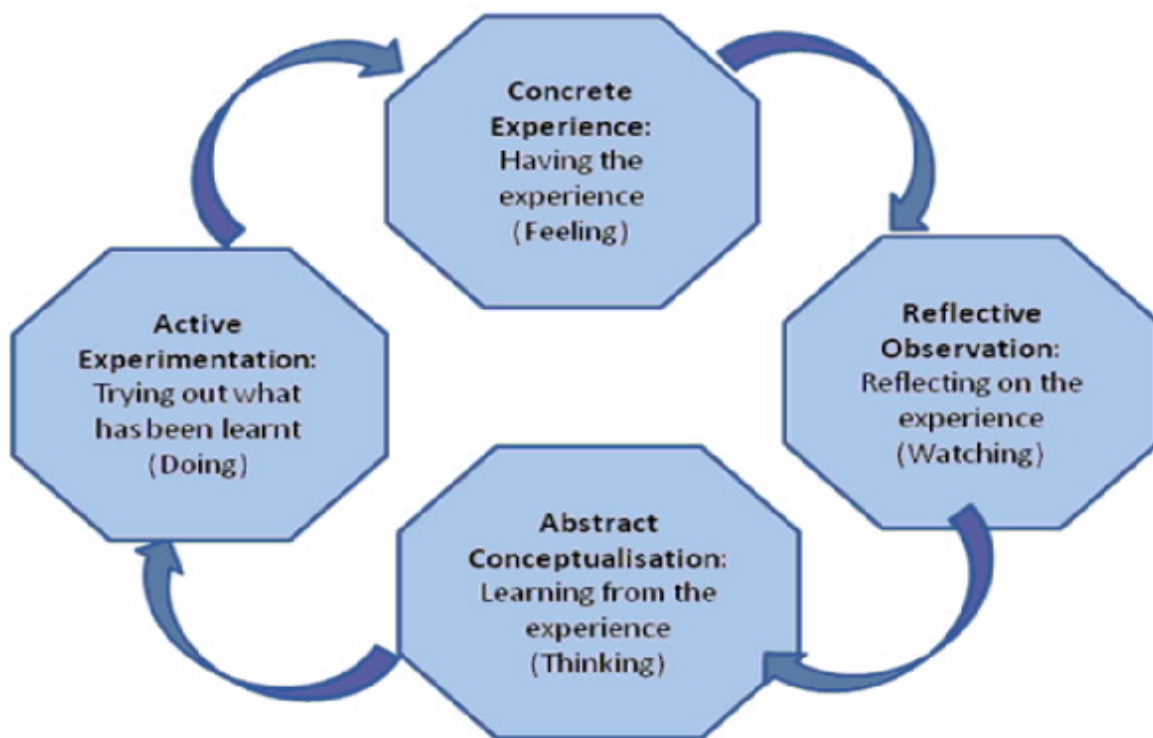 Concrete
Experience:
Having the
experience
(Feeling)
Reflective
Observation:
Reflecting on the
experience
(Watching)
Abstract
Conceptualisation:
Learning from the
experience
(Thinking)
Active
Experimentation:
Trying out what
has been learnt
(Doing)